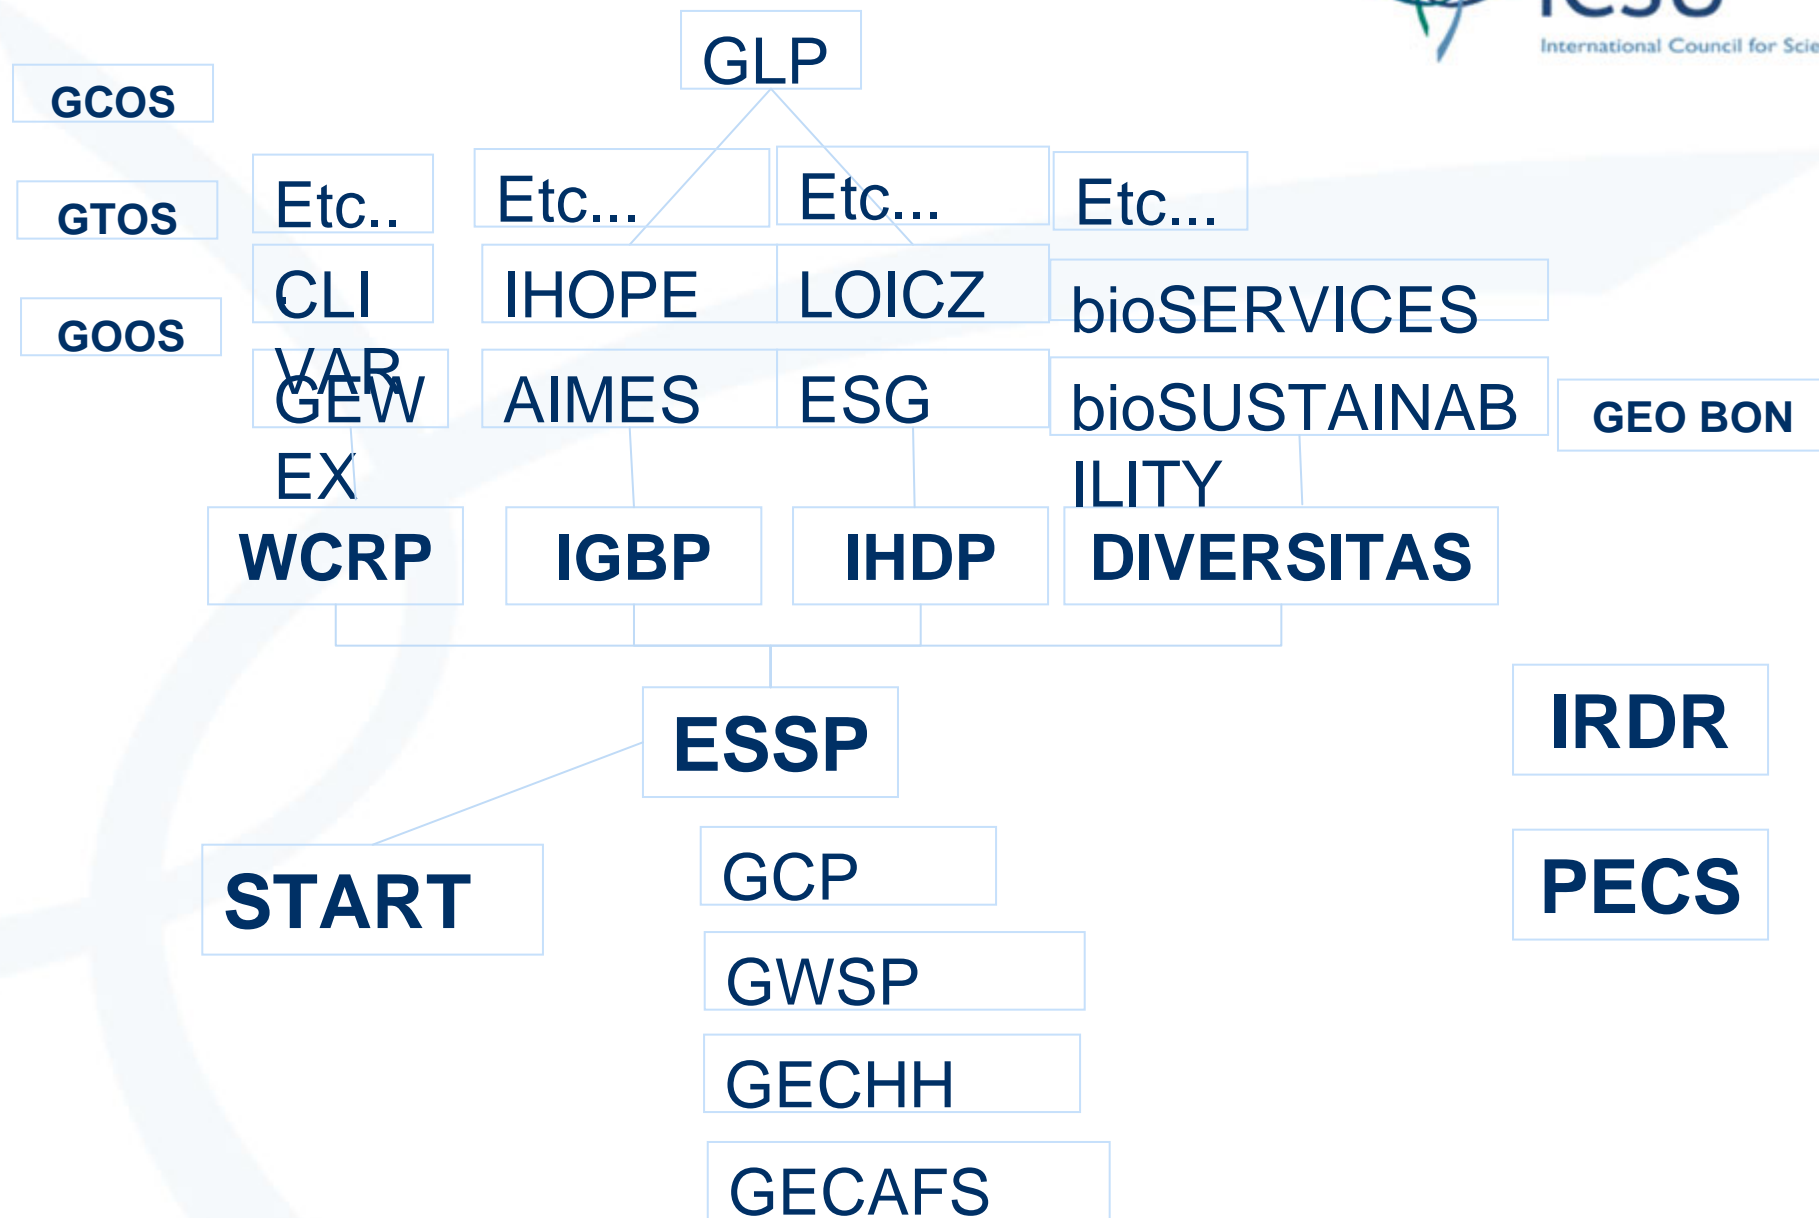 International Council for Scie
GLP
GCOS
GTOS
GOOS
Etc..
.
CLI
VAR
GEW
EX
Etc...
IHOPE
AIMES
Etc...
LOICZ
ESG
Etc...
bioSERVICES
bioSUSTAINAB
ILITY
GEO BON
WCRP
IGBP
IHDP
DIVERSITAS
ESSP
IRDR
START
PECS
GCP
GWSP
GECHH
GECAFS